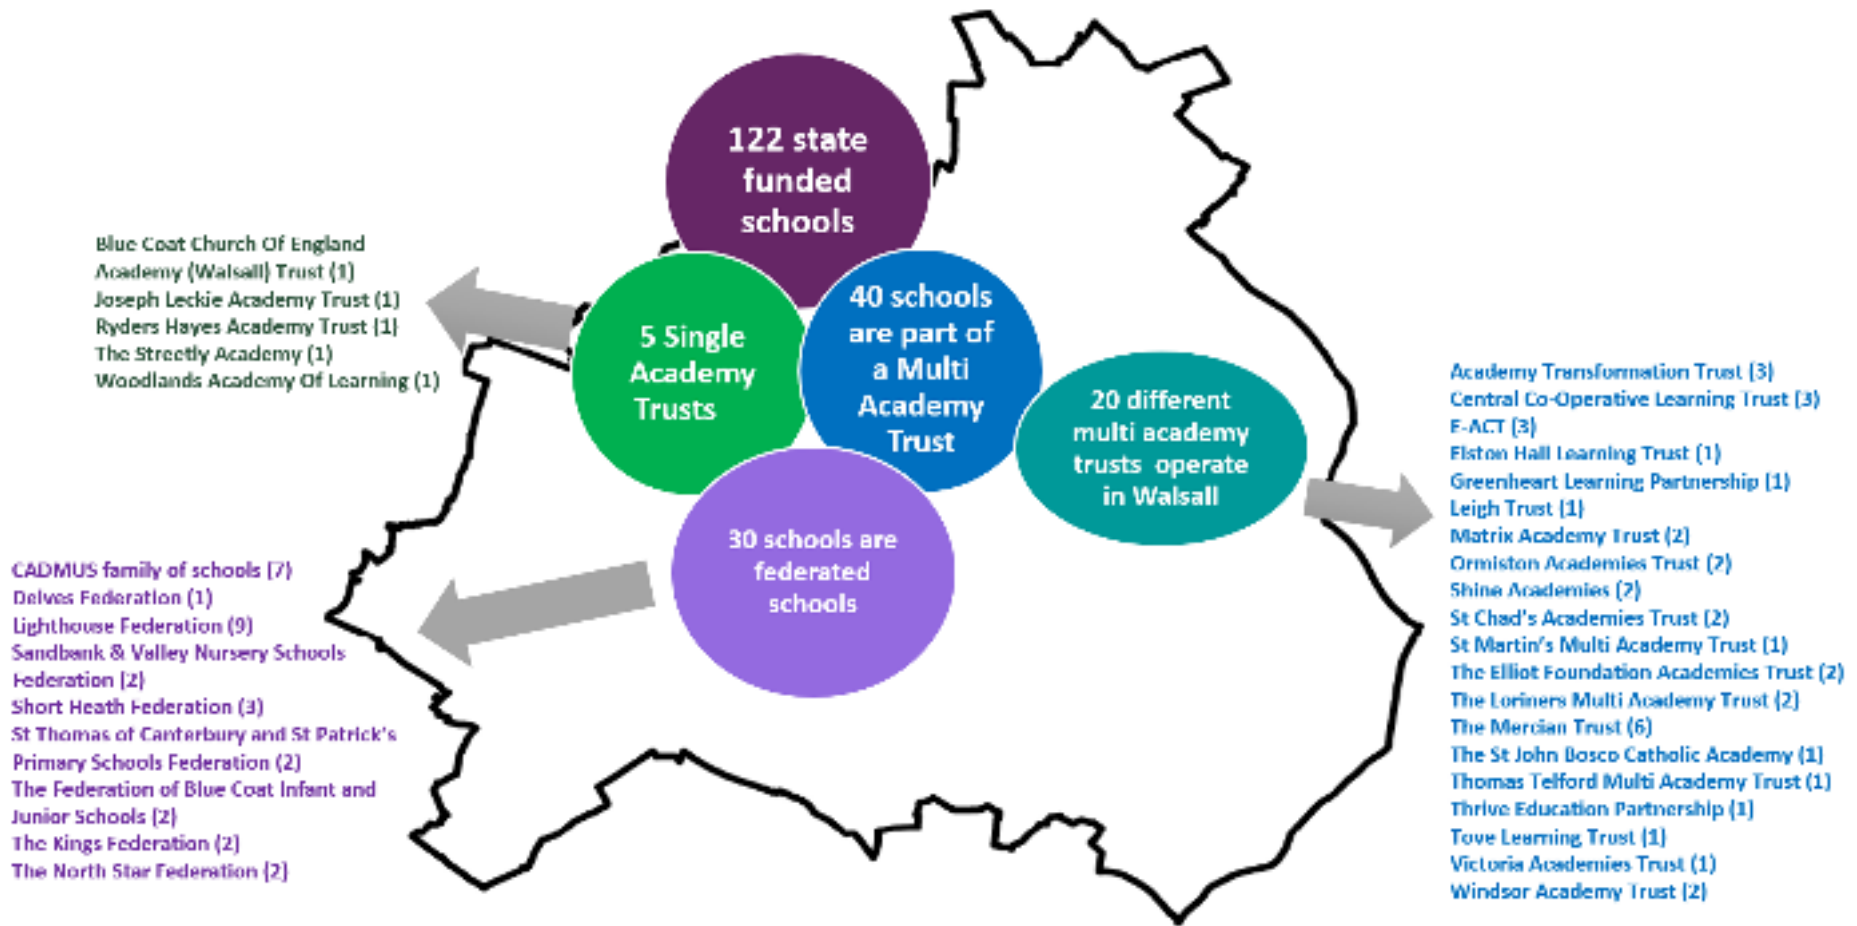 122 state
funded
schools
5 Single
Academy
Trusts
40 schools
are part of
a Multi
Academy
Trust
20 different
multi academy
trusts operate
in Walsall
30 schools are
federated
schools
Blue Coat Church Of England
Academy (Walsall) Trust (1)
Joseph Leckie Academy Trust (1)
Ryders Hayes Academy Trust (1)
The Streetly Academy (1)
Woodlands Academy Of Learning (1)
CADMUS family of schools (7)
Delves Federation (1)
Lighthouse Federation (9)
Sandbank & Valley Nursery Schools
Federation (2)
Short Heath Federation (3)
St Thomas of Canterbury and St Patrick's
Primary Schools Federation (2)
The Federation of Blue Coat Infant and
Junior Schools (2)
The Kings Federation (2)
The North Star Federation (2)
Academy Transformation Trust (3)
Central Co-Operative Learning Trust (3)
E-ACT (3)
Elston Hall Learning Trust (1)
Greenheart Learning Partnership (1)
Leigh Trust (1)
Matrix Academy Trust (2)
Ormiston Academies Trust (2)
Shine Academies (2)
St Chad's Academies Trust (2)
St Martin's Multi Academy Trust (1)
The Elliot Foundation Academies Trust (2)
The Loriners Multi Academy Trust (2)
The Mercian Trust (6)
The St John Bosco Catholic Academy (1)
Thomas Telford Multi Academy Trust (1)
Thrive Education Partnership (1)
Tove Learning Trust (1)
Victoria Academies Trust (1)
Windsor Academy Trust (2)